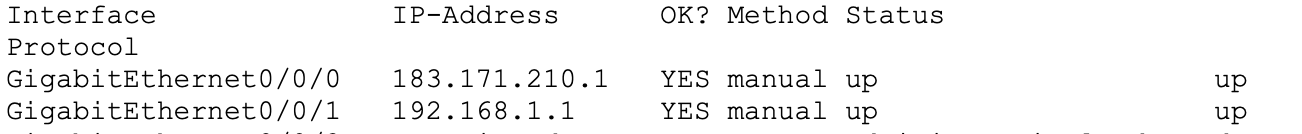 Interface              IP-Address      OK? Method Status
Protocol
GigabitEthernet0/0/0   183.171.210.1   YES manual up                    up
GigabitEthernet0/0/1   192.168.1.1     YES manual up                    up